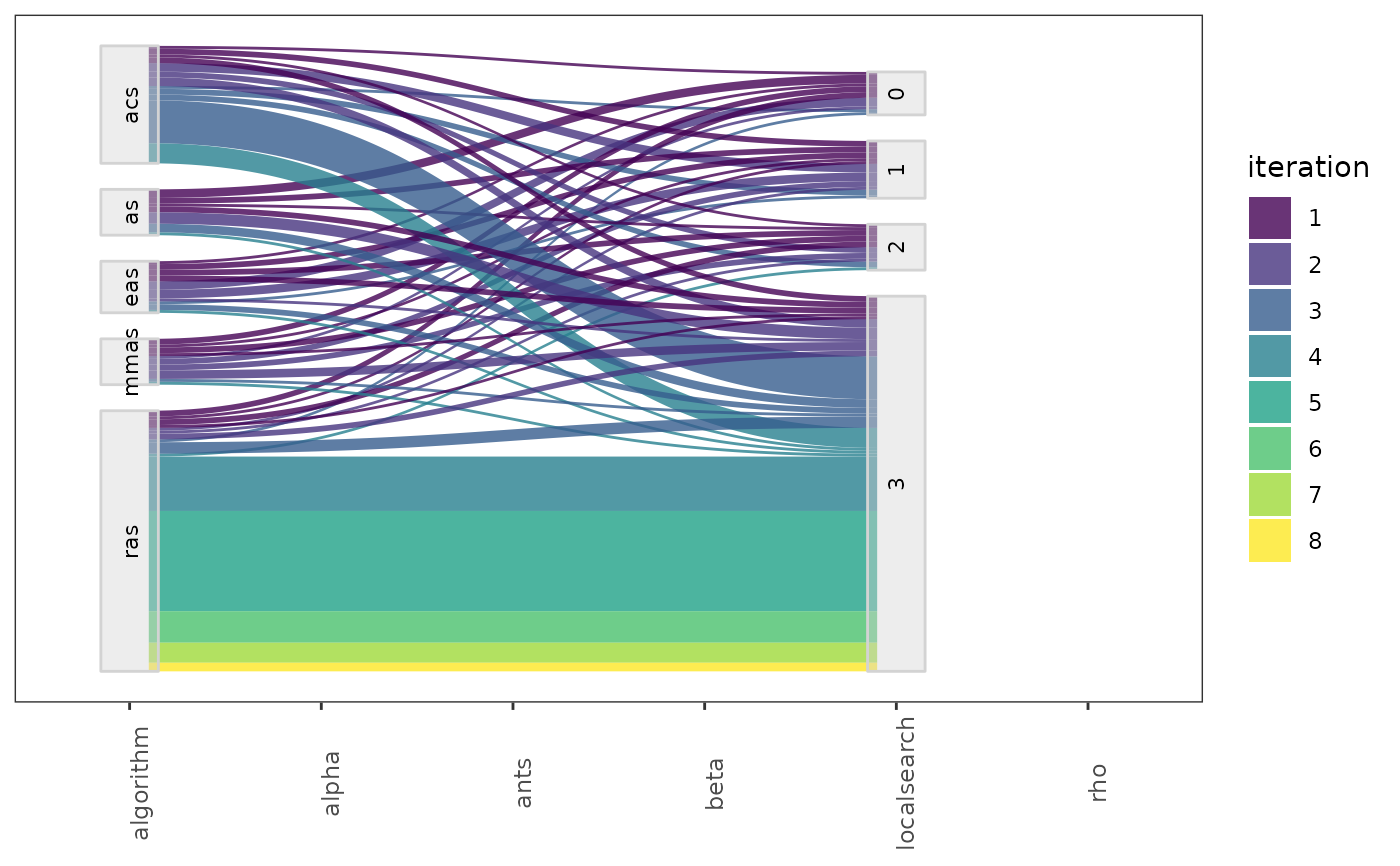 acs
as
eas
mmas
ras
0
1
2
3
algorithm
alpha
ants
beta
localsearch
rho
iteration
1
2
3
4
5
6
7
8